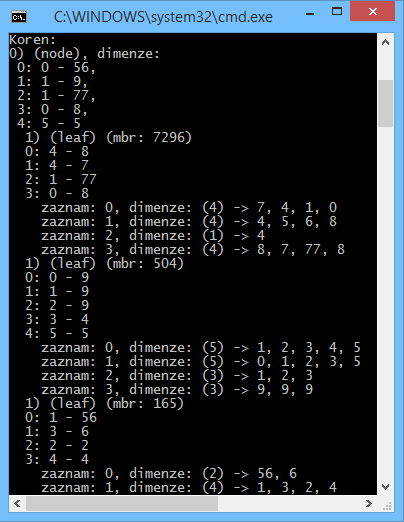 C:\WINDOWS\system32\cmd.exe
Koren:
0) (node), dimenze:
0: 0 - 56,
1: 1 - 9,
2: 1 - 77,
3: 0 - 8,
4: 5 - 5
1) (leaf) (mbr: 7296)
0: 4 - 8
1: 4 - 7
2: 1 - 77
3: 0 - 8
zaznam: 0, dimenze: (4) -> 7, 4, 1, 0
zaznam: 1, dimenze: (4) -> 4, 5, 6, 8
zaznam: 2, dimenze: (1) -> 4
zaznam: 3, dimenze: (4) -> 8, 7, 77, 8
1) (leaf) (mbr: 504)
0: 0 - 9
1: 1 - 9
2: 2 - 9
3: 3 - 4
4: 5 - 5
zaznam: 0, dimenze: (5) -> 1, 2, 3, 4, 5
zaznam: 1, dimenze: (5) -> 0, 1, 2, 3, 5
zaznam: 2, dimenze: (3) -> 1, 2, 3
zaznam: 3, dimenze: (3) -> 9, 9, 9
1) (leaf) (mbr: 165)
0: 1 - 56
1: 3 - 6
2: 2 - 2
3: 4 - 4
zaznam: 0, dimenze: (2) -> 56, 6
zaznam: 1, dimenze: (4) -> 1, 3, 2, 4